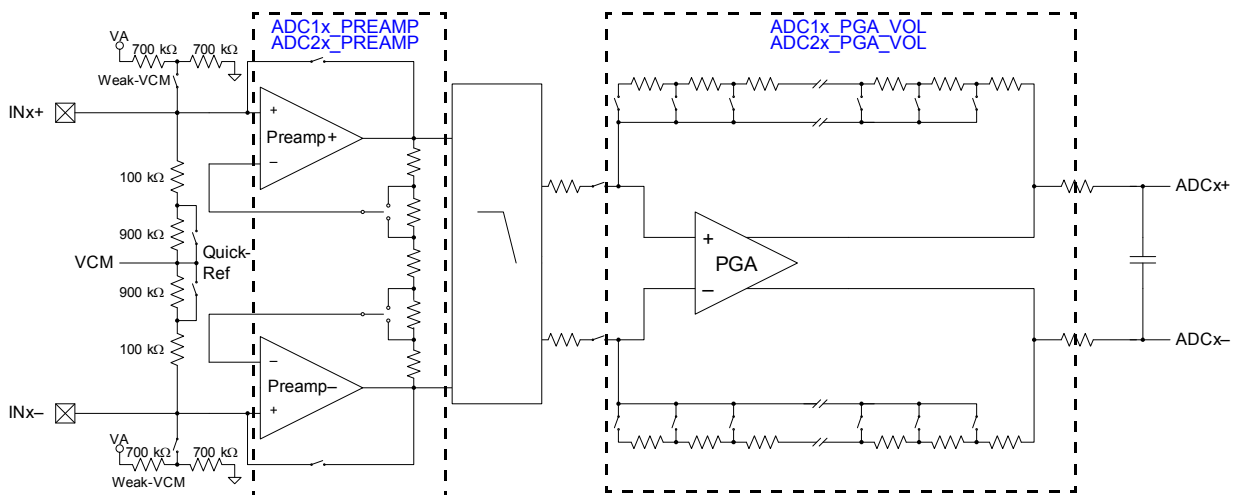 ADC1x_PREAMP
ADC2x_PREAMP
ADC1x_PGA_VOL
ADC2x_PGA_VOL
VA
700 kΩ
700 kΩ
Weak-VCM
INx+
+
Preamp+
–
100 kΩ
900 kΩ
VCM
Quick-
Ref
900 kΩ
100 kΩ
–
Preamp–
+
INx–
VA
700 kΩ
700 kΩ
Weak-VCM
+
PGA
–
ADCx+
ADCx–